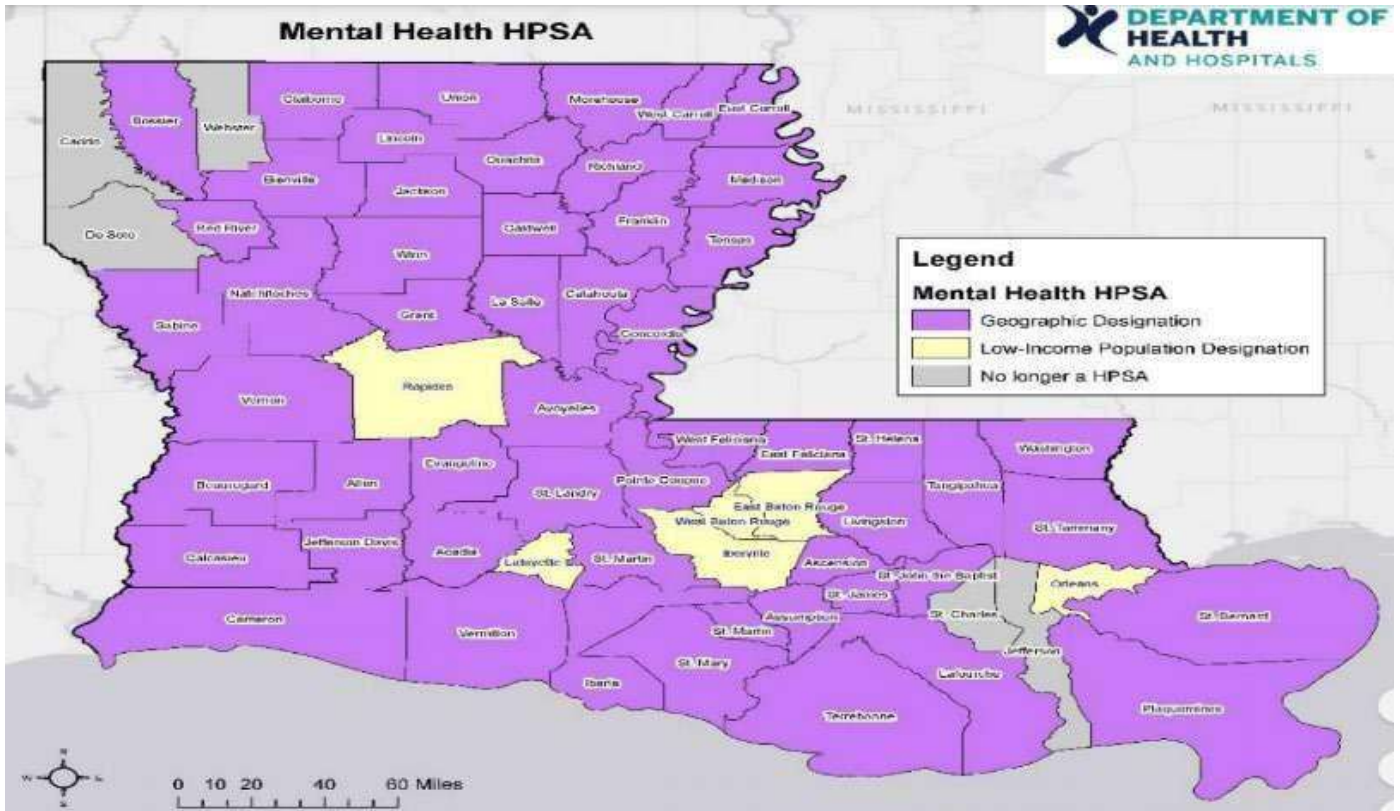 Mental Health HPSA
DEPARTMENT OF
HEALTH
AND HOSPITALS
MISSISSIPPI
MISSISSIPPI
Caddo
Bossier
Webster
Claiborne
Union
Morehouse
West Carroll
East Carroll
Lincoln
Ouachita
Richland
Madison
Bienville
Jackson
De Soto
Red River
Caldwell
Franklin
Tensas
Winn
Natchitoches
La Salle
Catahoula
Sabine
Grant
Concordia
Legend
Mental Health HPSA
Geographic Designation
Low-Income Population Designation
No longer a HPSA
Vernon
Rapides
Avoyelles
West Feliciana
East Feliciana
St. Helena
Washington
Beauregard
Allen
Evangeline
St. Landry
Pointe Coupee
Tangipahoa
East Baton Rouge
West Baton Rouge
Livingston
St. Tammany
Calcasieu
Jefferson Davis
Acadia
Lafayette
St. Martin
Iberville
Ascension
St. John the Baptist
Orleans
St. James
Cameron
Vermilion
Assumption
St. Charles
St. Bernard
St. Martin
St. Mary
Jefferson
Iberia
Lafourche
Terrebonne
Plaquemines
N
W
E
S
0 10 20 40 60 Miles